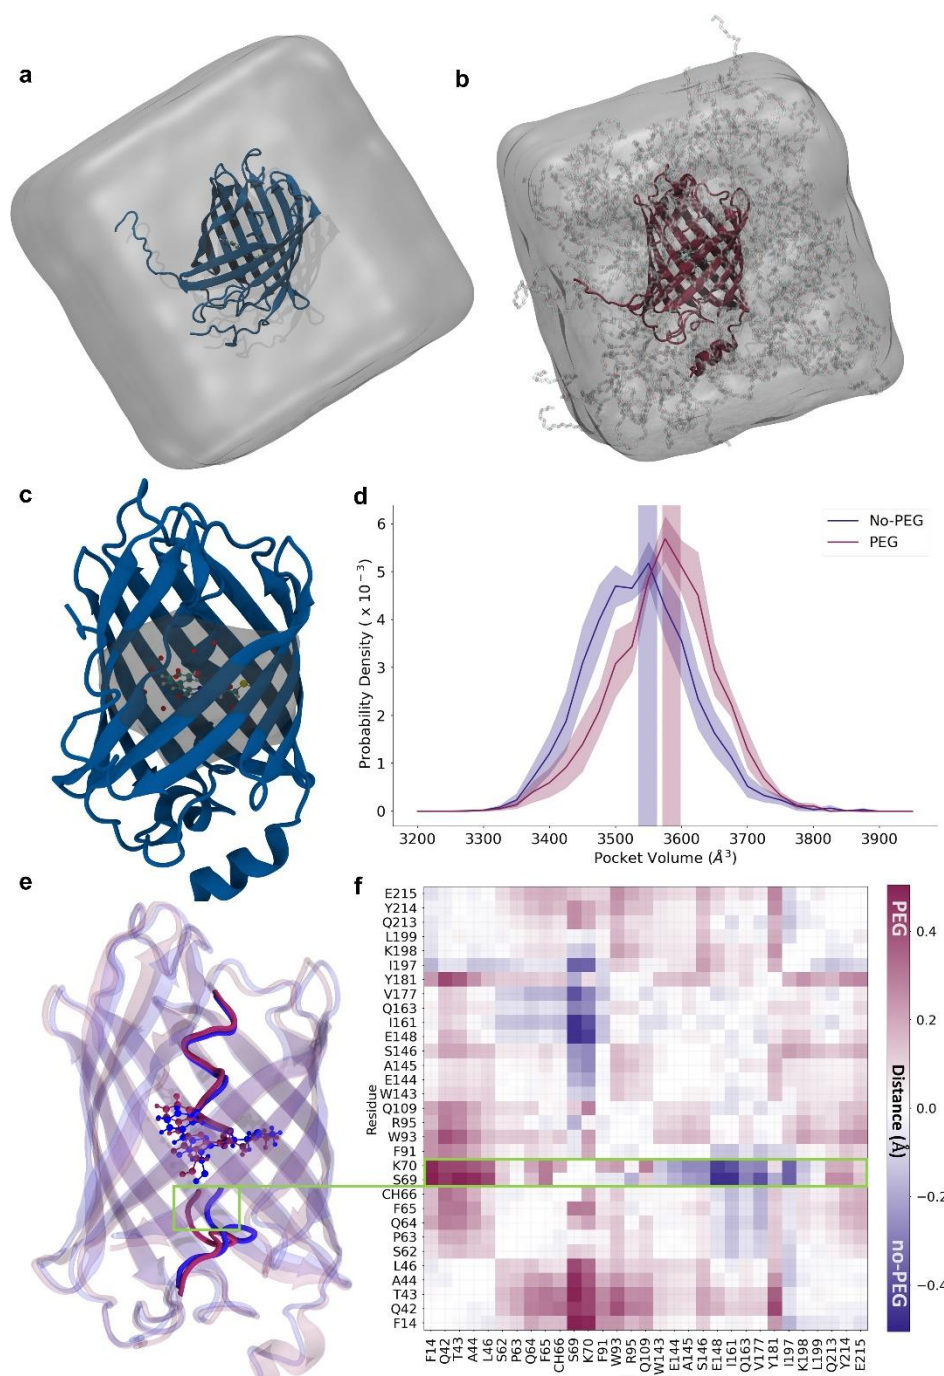 a
b
c
d
6
5
4
3
2
1
0
Probability Density ( x 10⁻³)
3200 3300 3400 3500 3600 3700 3800 3900
Pocket Volume (Å³)
No-PEG
PEG
e
f
E215
Y214
Q213
L199
K198
I197
Y181
V177
Q163
I161
E148
S146
A145
E144
W143
Q109
R95
W93
F91
K70
S69
CH66
F65
Q64
P63
S62
L46
A44
T43
Q42
F14
Residue
F14
Q42
T43
A44
L46
S62
P63
Q64
F65
CH66
S69
K70
F91
W93
R95
Q109
W143
E144
A145
S146
E148
I161
Q163
V177
Y181
I197
K198
L199
Q213
Y214
E215
PEG
no-PEG
0.4
0.2
0.0
−0.2
−0.4
Distance (Å)